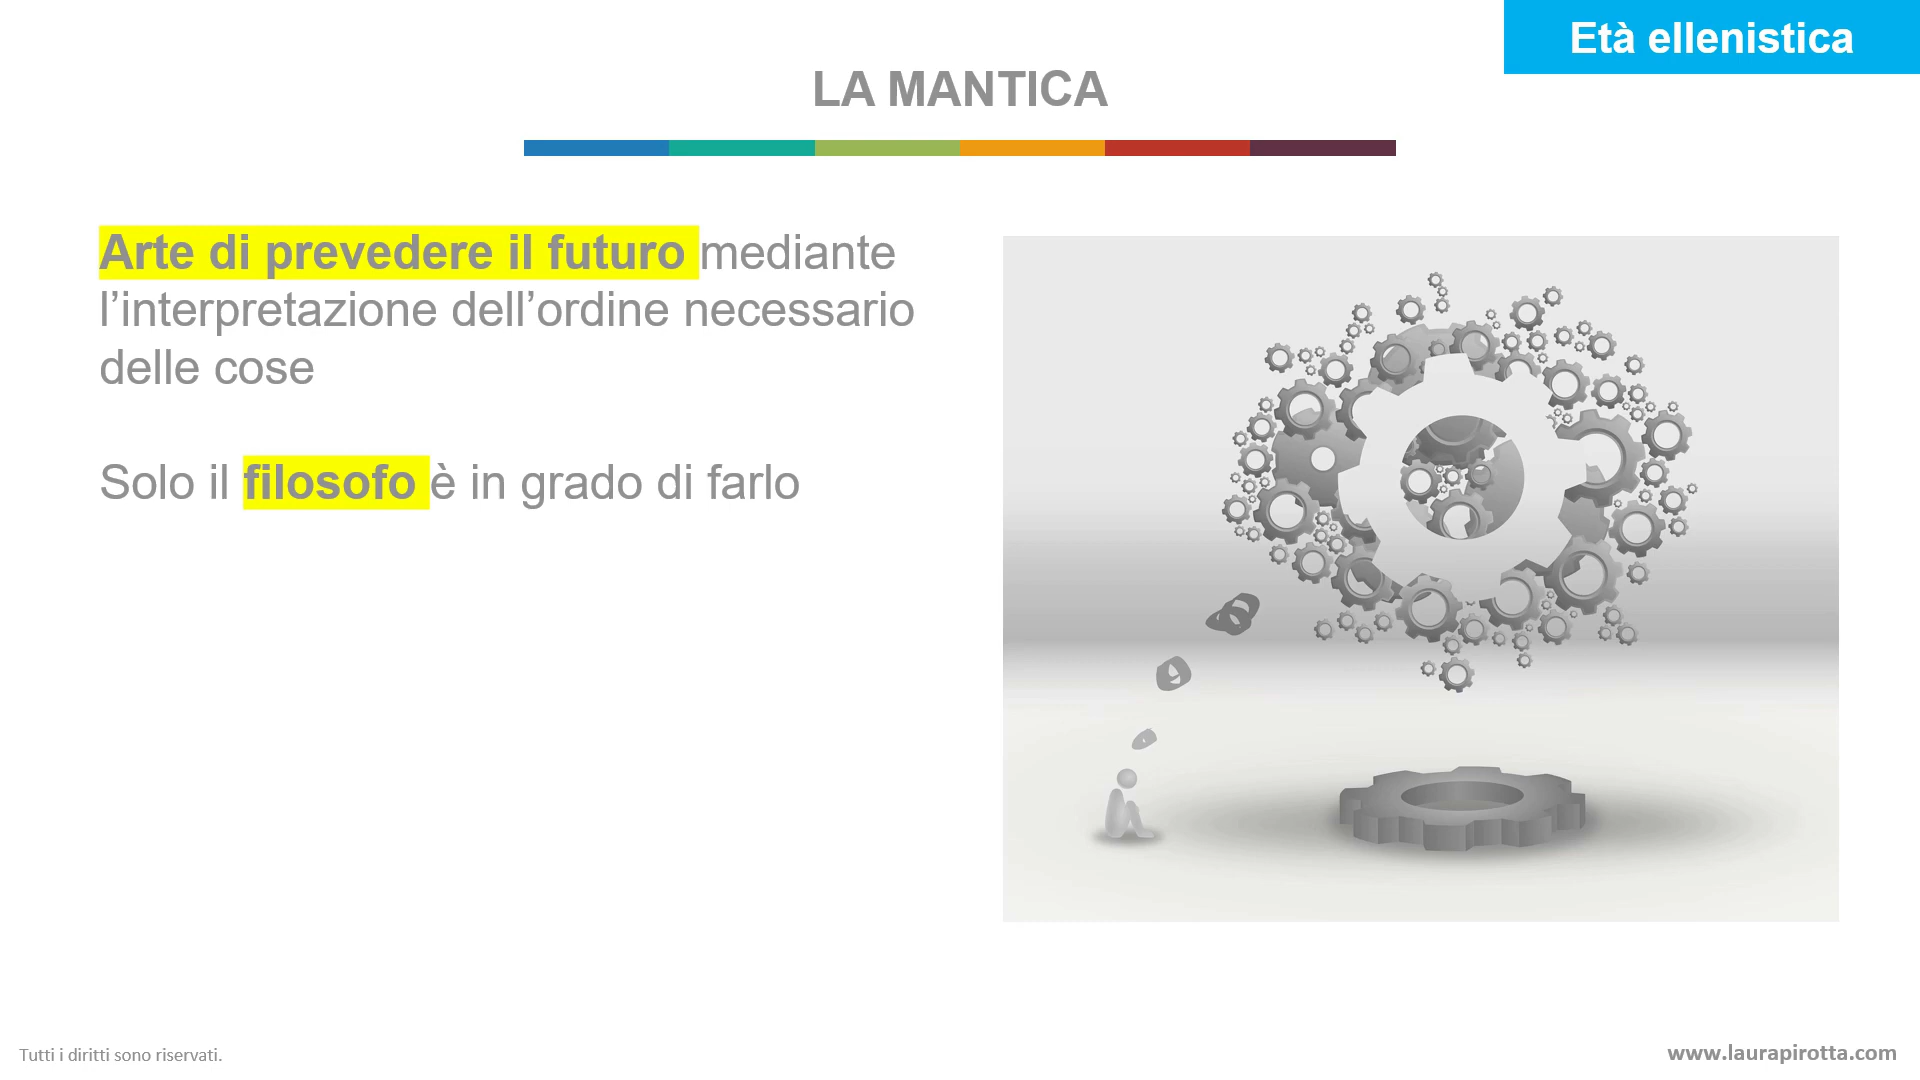 Età ellenistica
LA MANTICA
Arte di prevedere il futuro mediante
l’interpretazione dell’ordine necessario
delle cose
Solo il filosofo è in grado di farlo
Tutti i diritti sono riservati.
www.laurapirotta.com